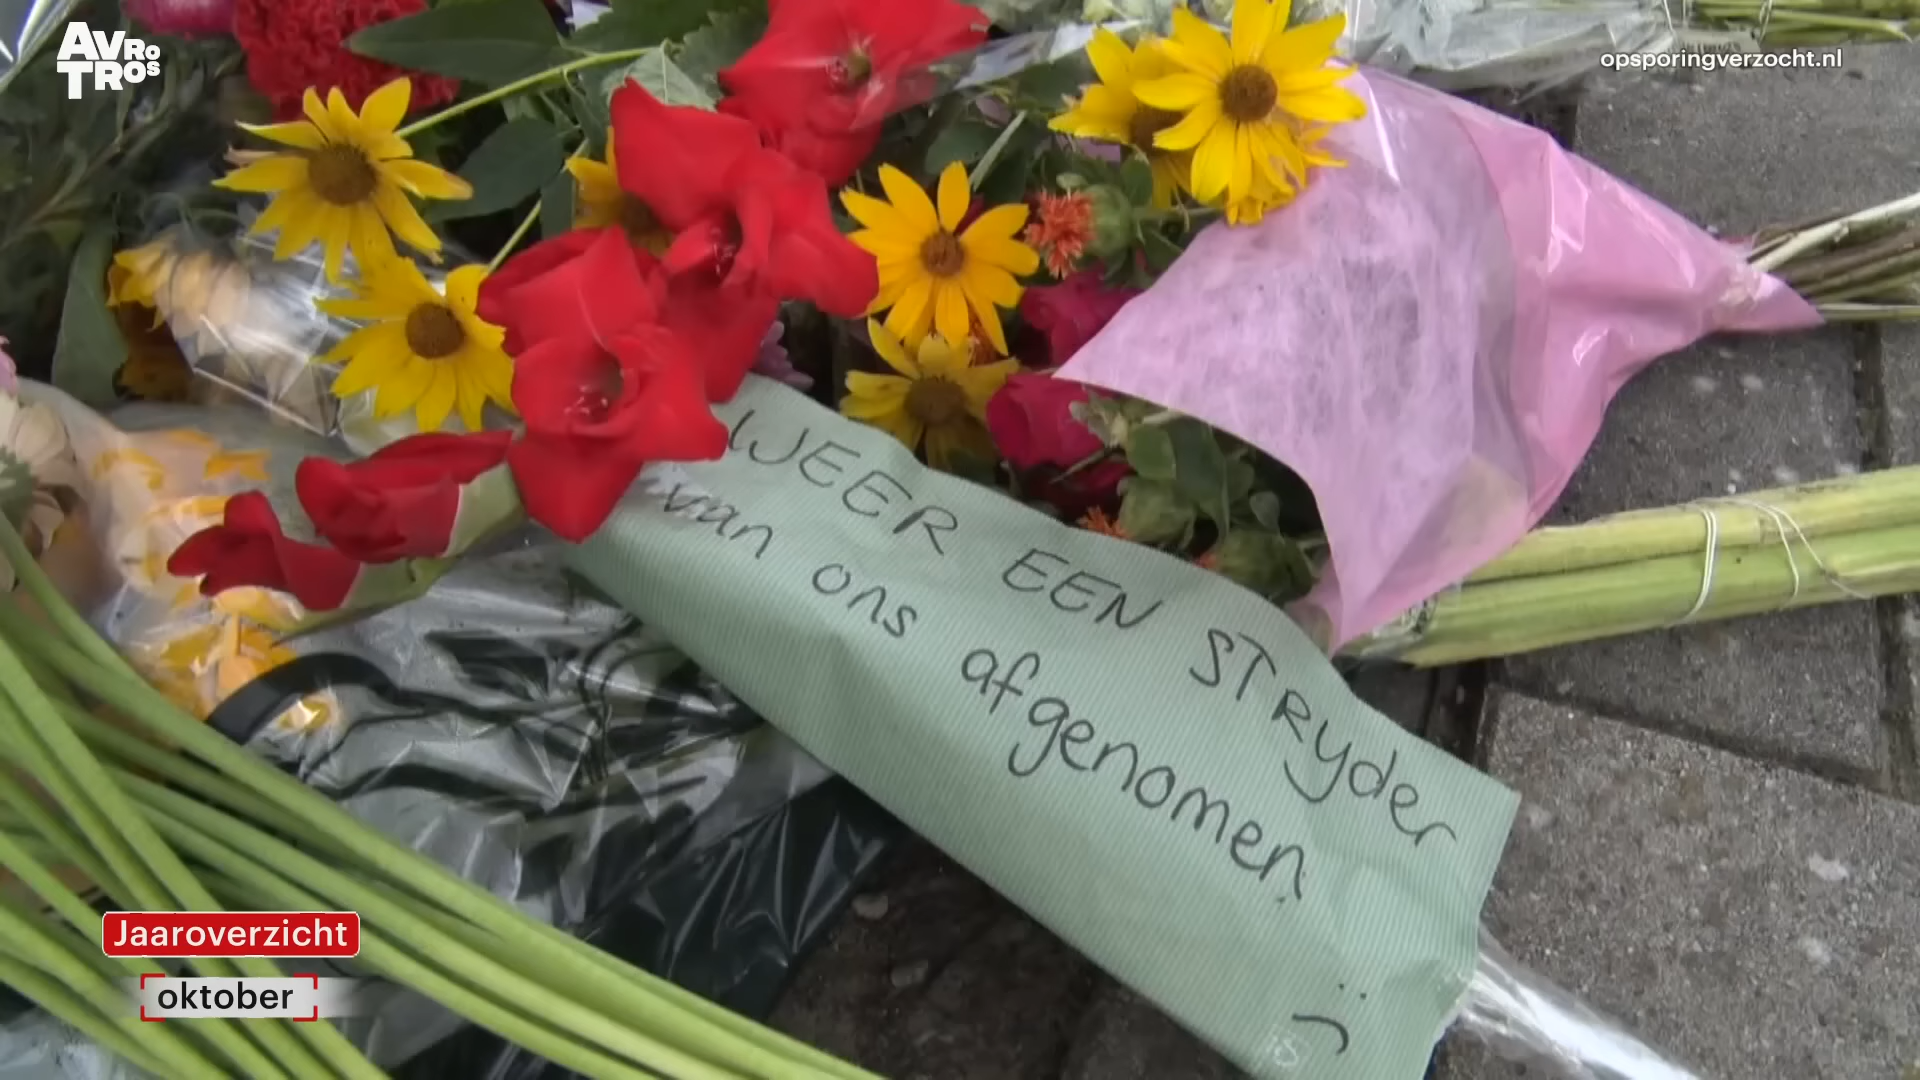 AVRO
TROS
opsporingverzocht.nl
WEER EEN STRyder
van ons afgenomen
Jaaroverzicht
oktober